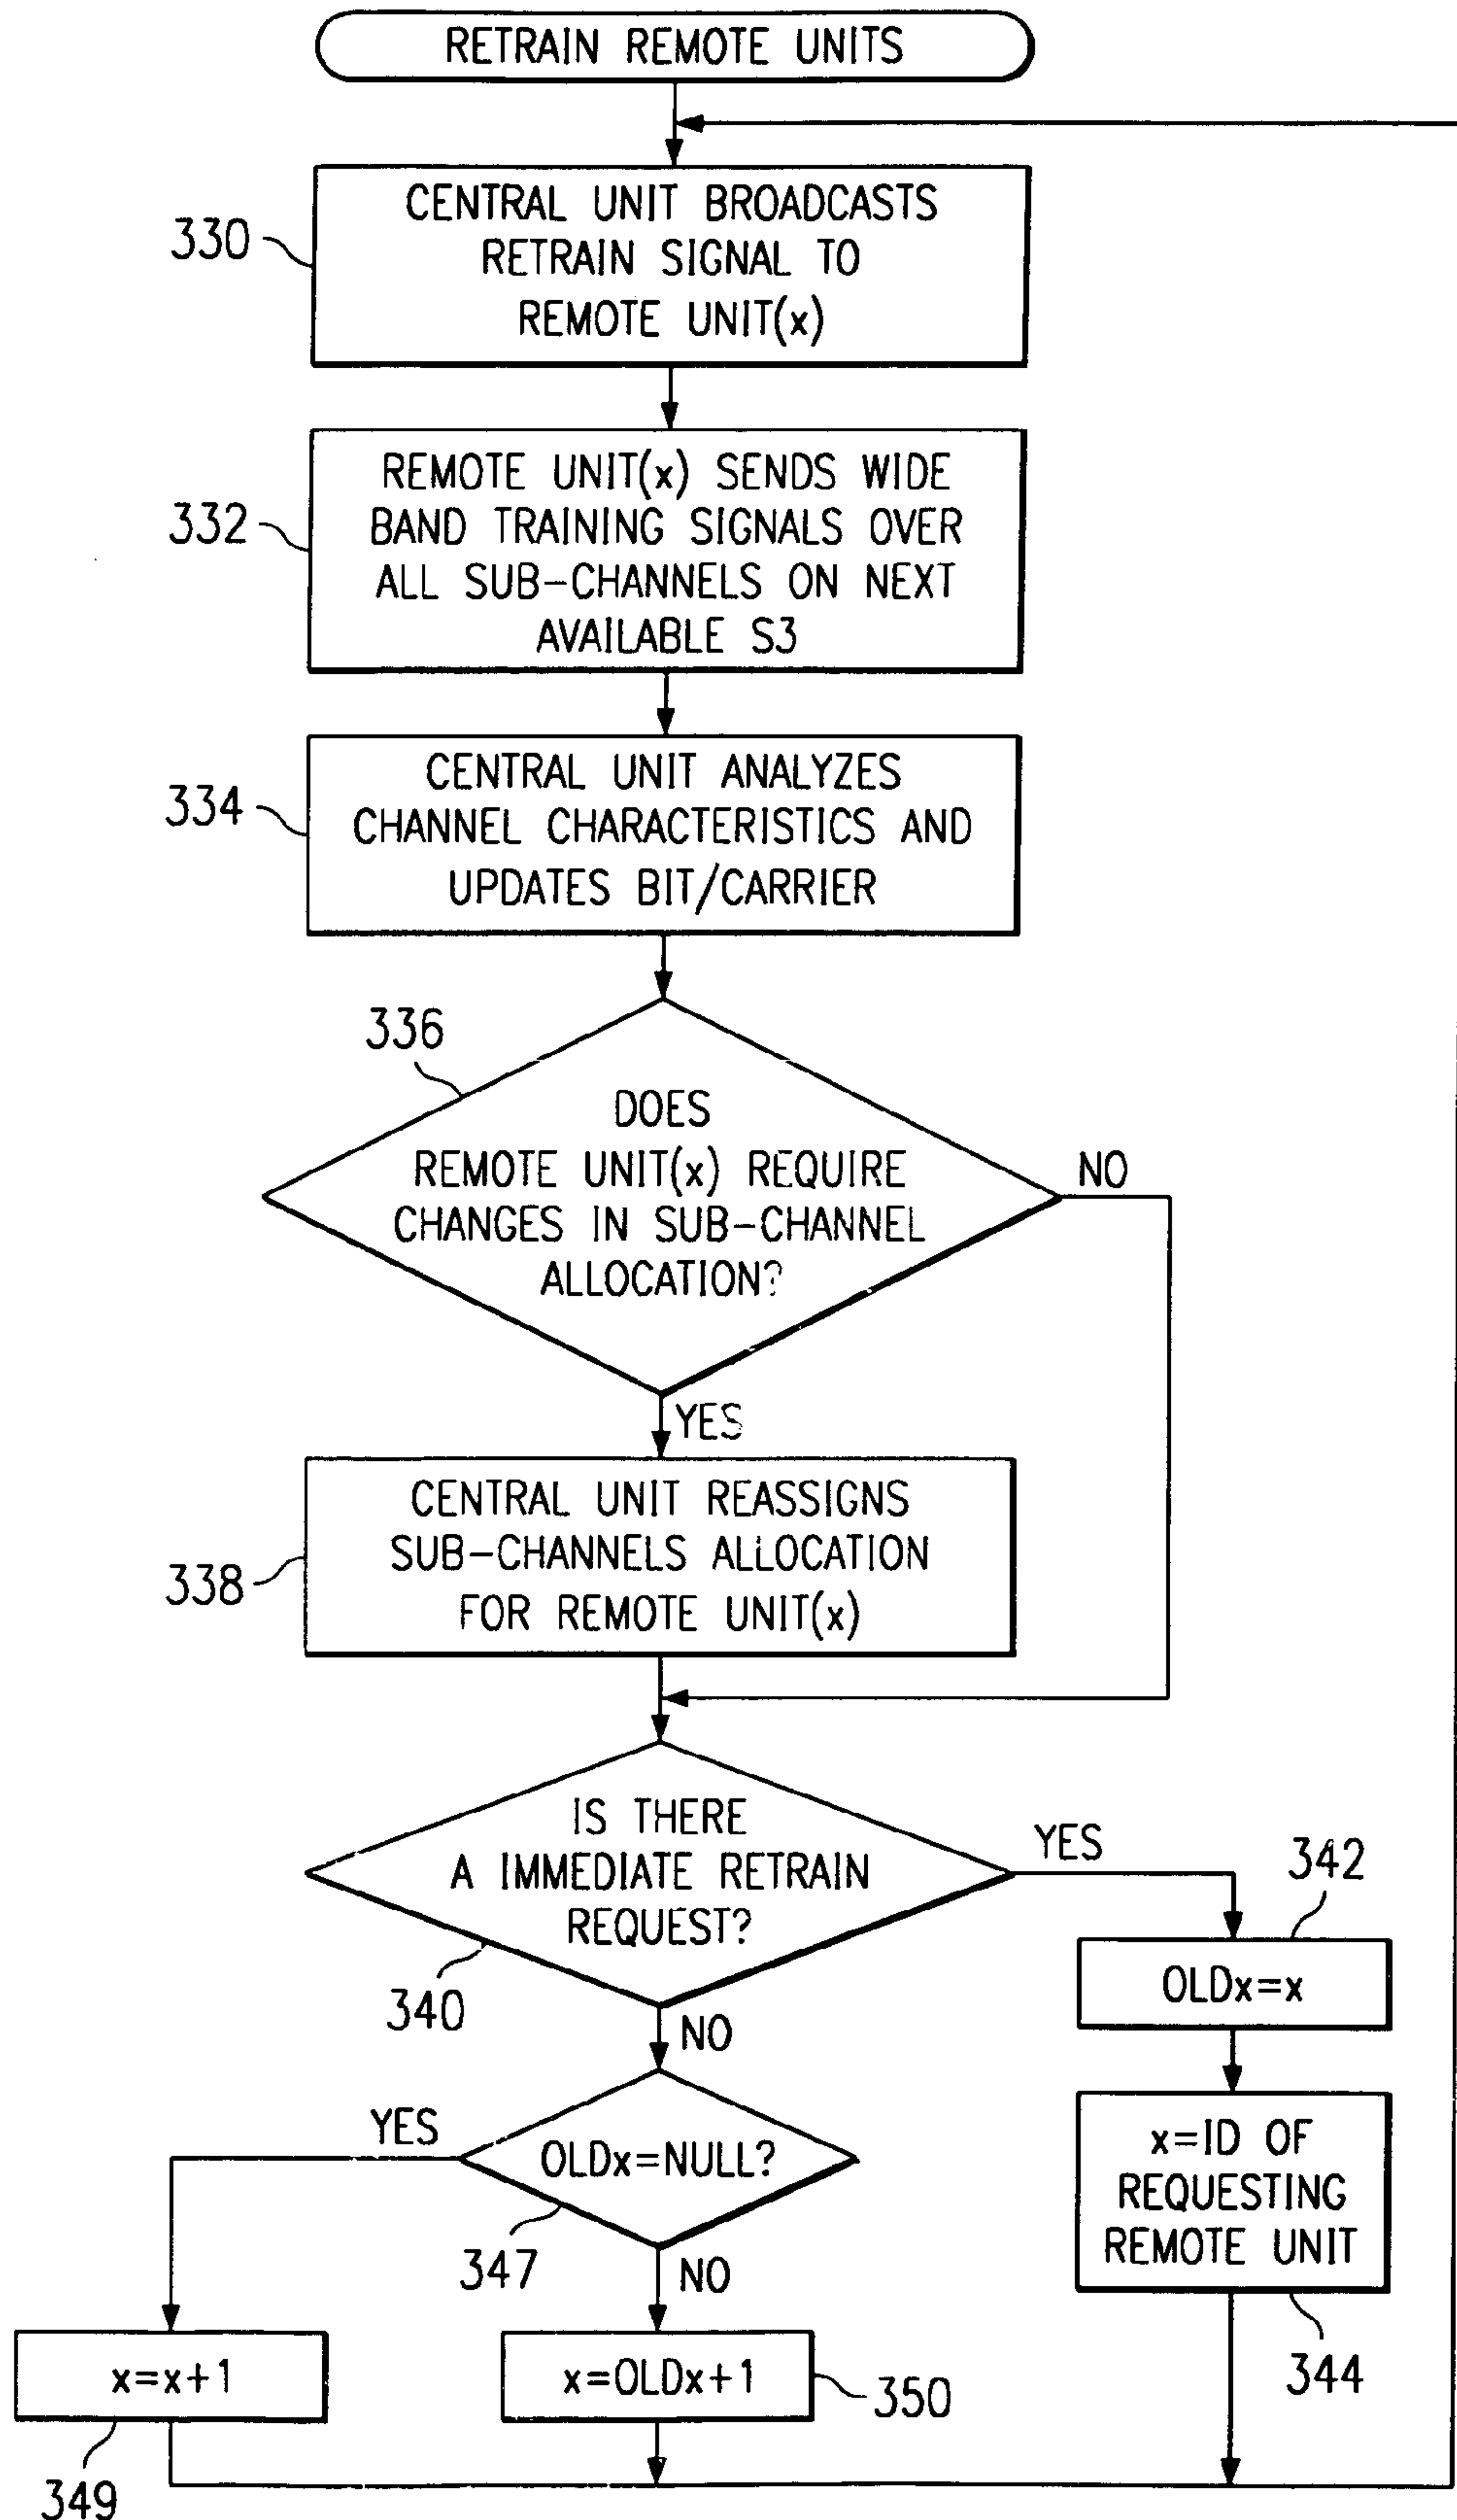 RETRAIN REMOTE UNITS
330
CENTRAL UNIT BROADCASTS
RETRAIN SIGNAL TO
REMOTE UNIT(x)
332
REMOTE UNIT(x) SENDS WIDE
BAND TRAINING SIGNALS OVER
ALL SUB-CHANNELS ON NEXT
AVAILABLE S3
334
CENTRAL UNIT ANALYZES
CHANNEL CHARACTERISTICS AND
UPDATES BIT/CARRIER
336
DOES
REMOTE UNIT(x) REQUIRE
CHANGES IN SUB-CHANNEL
ALLOCATION?
NO
YES
338
CENTRAL UNIT REASSIGNS
SUB-CHANNELS ALLOCATION
FOR REMOTE UNIT(x)
IS THERE
A IMMEDIATE RETRAIN
REQUEST?
340
YES
342
OLDx=x
NO
x=ID OF
REQUESTING
REMOTE UNIT
344
YES
OLDx=NULL?
347
NO
x=x+1
349
x=OLDx+1
350